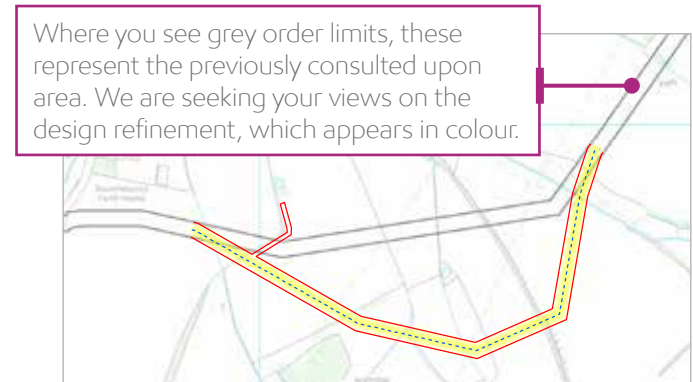 Where you see grey order limits, these
represent the previously consulted upon
area. We are seeking your views on the
design refinement, which appears in colour.
Path